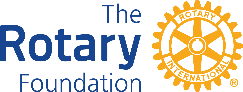 The
Rotary
Foundation
ROTARY
INTERNATIONAL
®